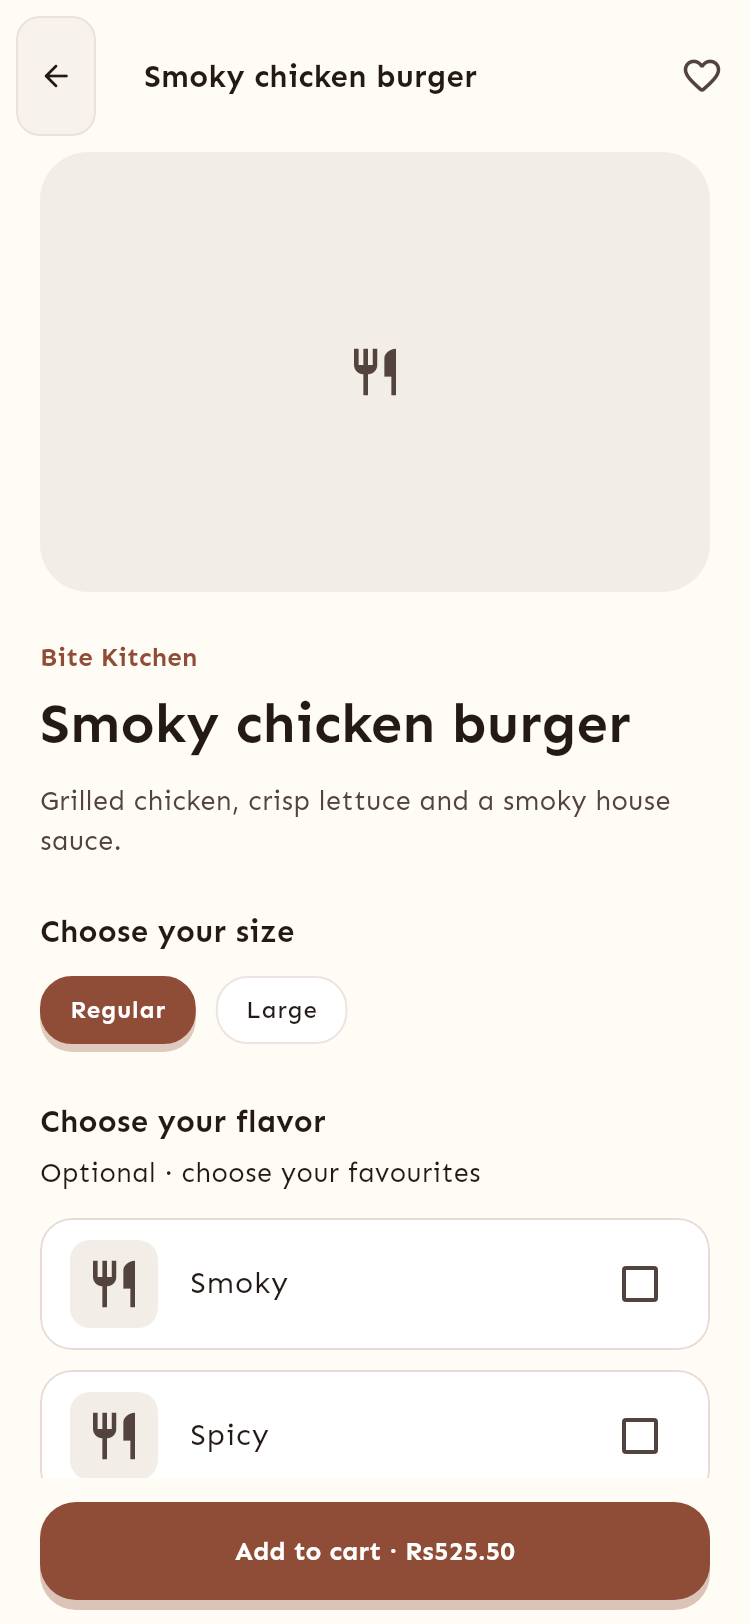 Smoky chicken burger
Bite Kitchen
Smoky chicken burger
Grilled chicken, crisp lettuce and a smoky house
sauce.
Choose your size
Regular
Large
Choose your flavor
Optional · choose your favourites
Smoky
Spicy
Add to cart · Rs525.50